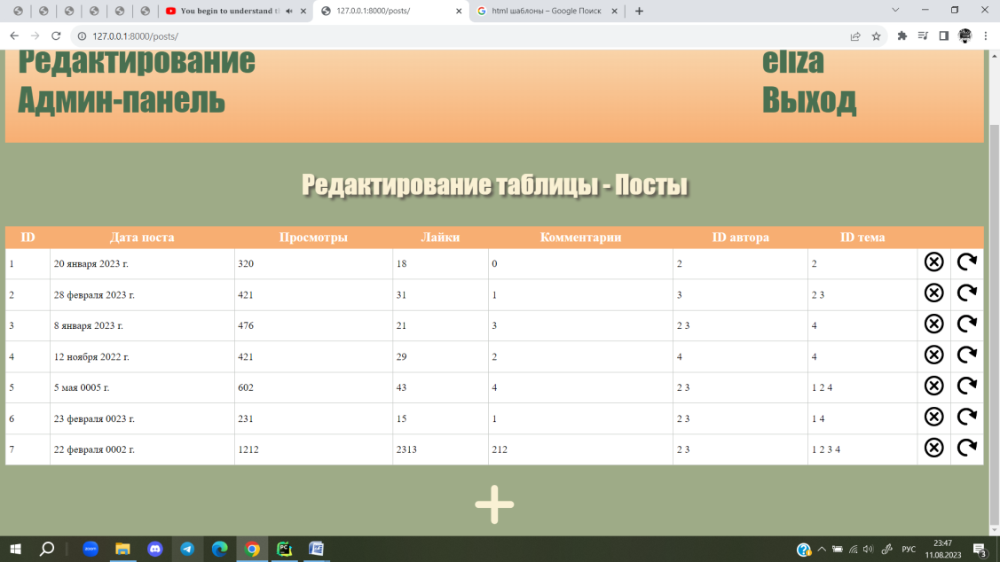 You begin to understand th
127.0.0.1:8000/posts/
html шаблоны – Google Поиск
127.0.0.1:8000/posts/
Редактирование
eliza
Админ-панель
Выход
Редактирование таблицы - Посты
ID Дата поста Просмотры Лайки Комментарии ID автора ID тема
1 20 января 2023 г. 320 18 0 2 2
2 28 февраля 2023 г. 421 31 1 3 2 3
3 8 января 2023 г. 476 21 3 2 3 4
4 12 ноября 2022 г. 421 29 2 4 4
5 5 мая 0005 г. 602 43 4 2 3 1 2 4
6 23 февраля 0023 г. 231 15 1 2 3 1 4
7 22 февраля 0002 г. 1212 2313 212 2 3 1 2 3 4
zoom
PC
РУС
23:47
11.08.2023
3